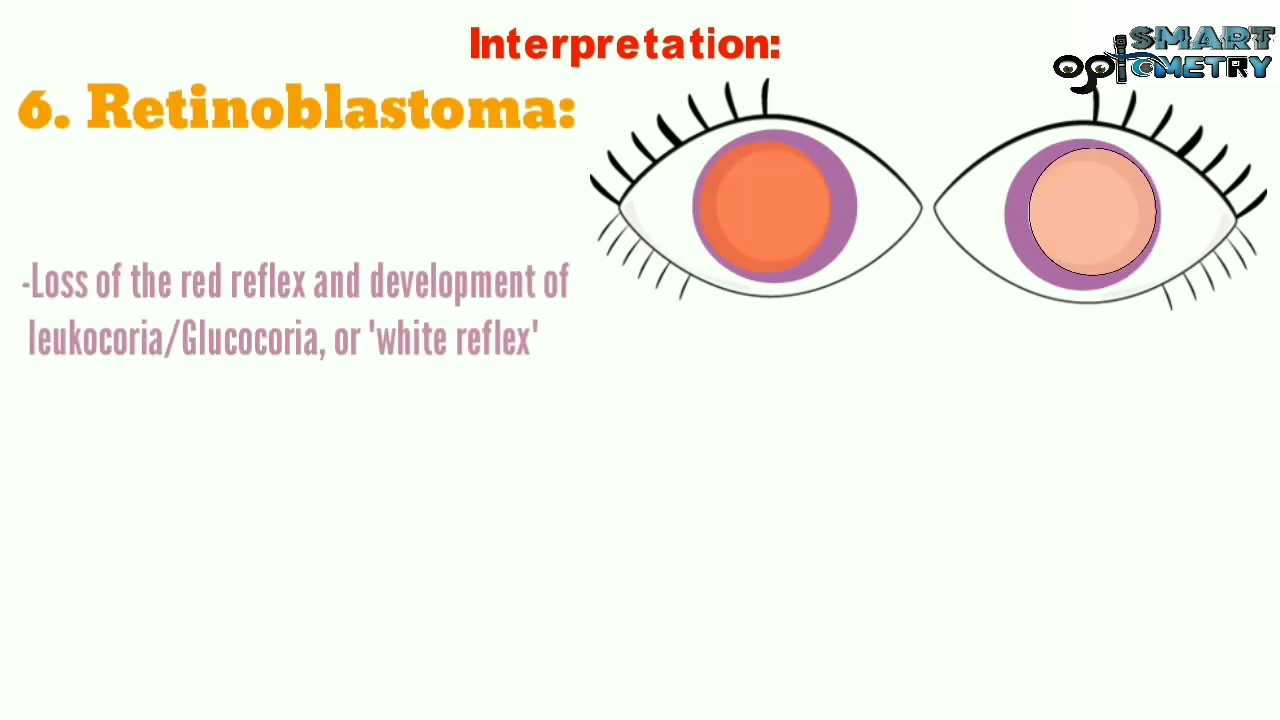 Interpretation:
SMART
optometry
6. Retinoblastoma:
-Loss of the red reflex and development of
leukocoria/Glucocoria, or 'white reflex'